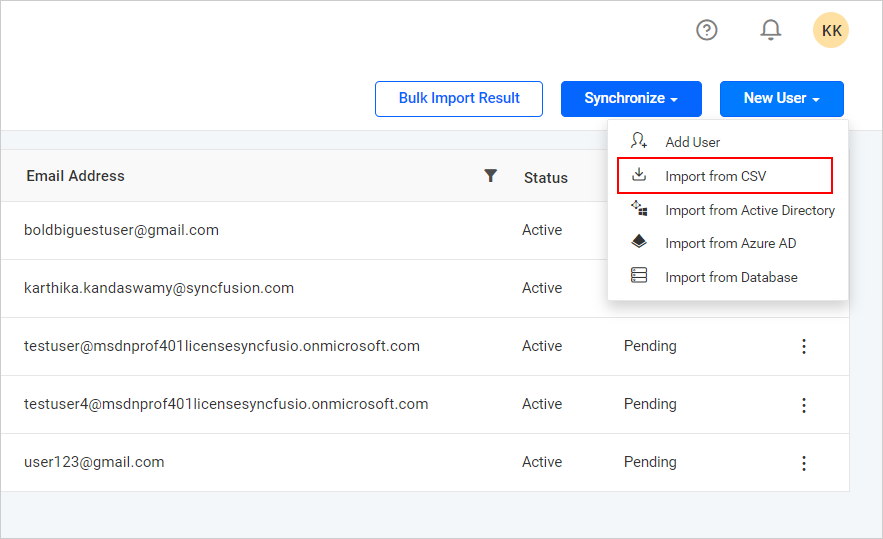 KK
Bulk Import Result
Synchronize
New User
Add User
Import from CSV
Import from Active Directory
Import from Azure AD
Import from Database
Email Address
Status
boldbiguestuser@gmail.com
Active
karthika.kandaswamy@syncfusion.com
Active
testuser@msdnprof401licensesyncfusio.onmicrosoft.com
Active
Pending
testuser4@msdnprof401licensesyncfusio.onmicrosoft.com
Active
Pending
user123@gmail.com
Active
Pending